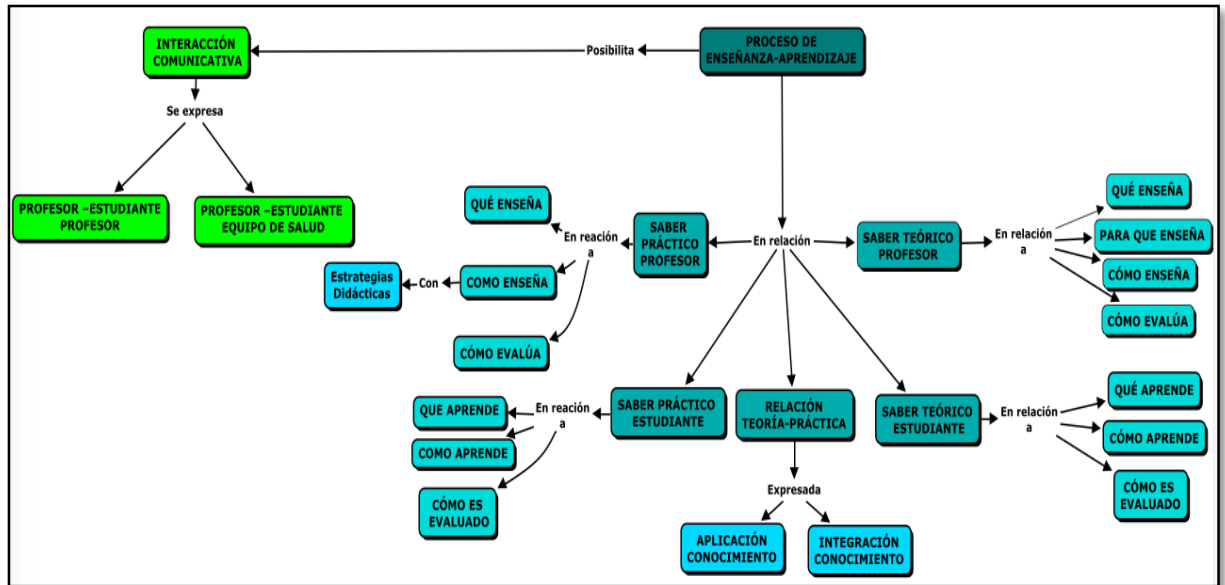 INTERACCIÓN
COMUNICATIVA
Posibilita
PROCESO DE
ENSEÑANZA-APRENDIZAJE
Se expresa
PROFESOR –ESTUDIANTE
PROFESOR
PROFESOR –ESTUDIANTE
EQUIPO DE SALUD
QUÉ ENSEÑA
En reación
a
SABER
PRÁCTICO
PROFESOR
En relación
SABER TEÓRICO
PROFESOR
En relación
a
QUÉ ENSEÑA
PARA QUE ENSEÑA
CÓMO ENSEÑA
CÓMO EVALÚA
Estrategias
Didácticas
Con
COMO ENSEÑA
CÓMO EVALÚA
QUE APRENDE
En reación
a
COMO APRENDE
CÓMO ES
EVALUADO
SABER PRÁCTICO
ESTUDIANTE
RELACIÓN
TEORÍA-PRÁCTICA
SABER TEÓRICO
ESTUDIANTE
En relación
a
QUÉ APRENDE
CÓMO APRENDE
CÓMO ES
EVALUADO
Expresada
APLICACIÓN
CONOCIMIENTO
INTEGRACIÓN
CONOCIMIENTO